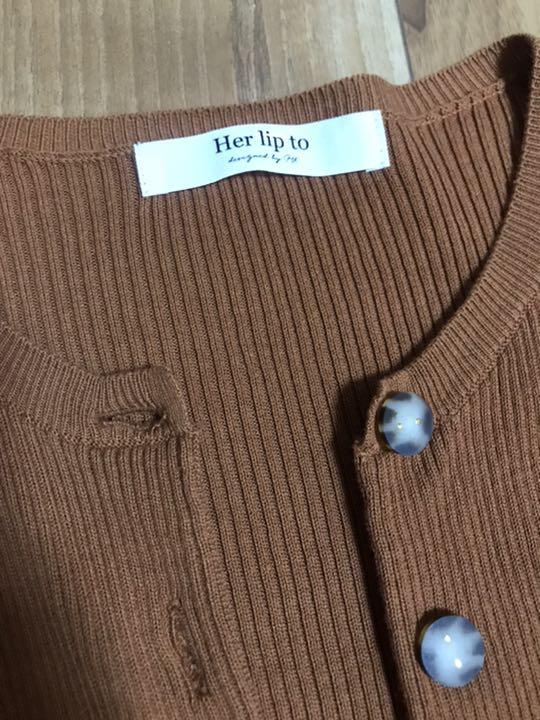 Her lip to
designed by